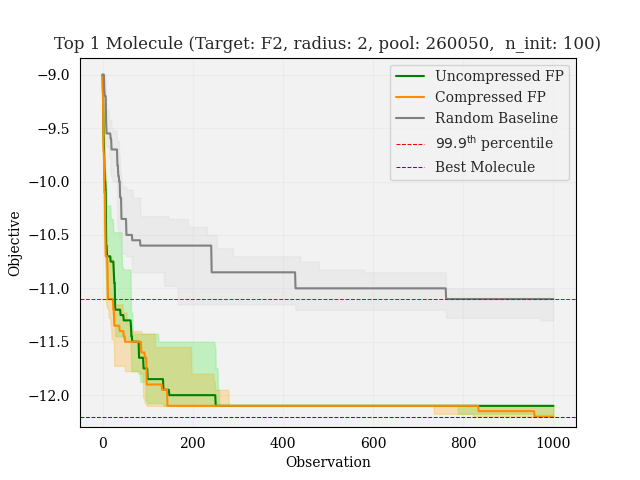 Top 1 Molecule (Target: F2, radius: 2, pool: 260050,  n_init: 100)
Uncompressed FP
Compressed FP
Random Baseline
99.9th percentile
Best Molecule
Objective
−9.0
−9.5
−10.0
−10.5
−11.0
−11.5
−12.0
0 200 400 600 800 1000
Observation